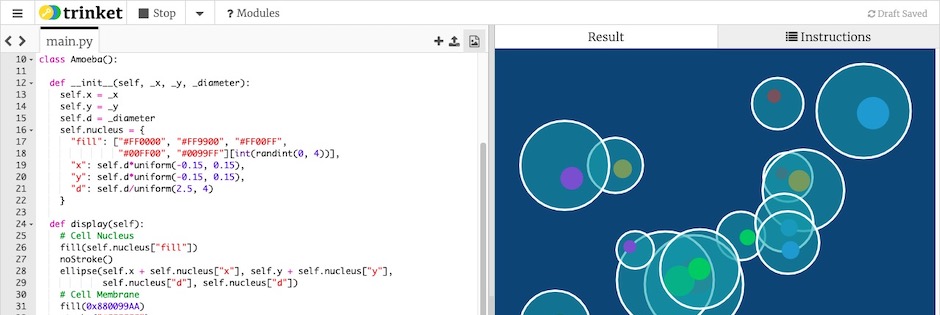 trinket
Stop
? Modules
Draft Saved
main.py
Result
Instructions
10 class Amoeba():
11
12 def __init__(self, _x, _y, _diameter):
13 self.x = _x
14 self.y = _y
15 self.d = _diameter
16 self.nucleus = {
17 "fill": ["#FF0000", "#FF9900", "#FF00FF",
18 "#00FF00", "#0099FF"][int(randint(0, 4))],
19 "x": self.d*uniform(-0.15, 0.15),
20 "y": self.d*uniform(-0.15, 0.15),
21 "d": self.d/uniform(2.5, 4)
22 }
23
24 def display(self):
25 # Cell Nucleus
26 fill(self.nucleus["fill"])
27 noStroke()
28 ellipse(self.x + self.nucleus["x"], self.y + self.nucleus["y"],
29 self.nucleus["d"], self.nucleus["d"])
30 # Cell Membrane
31 fill(0x880099AA)